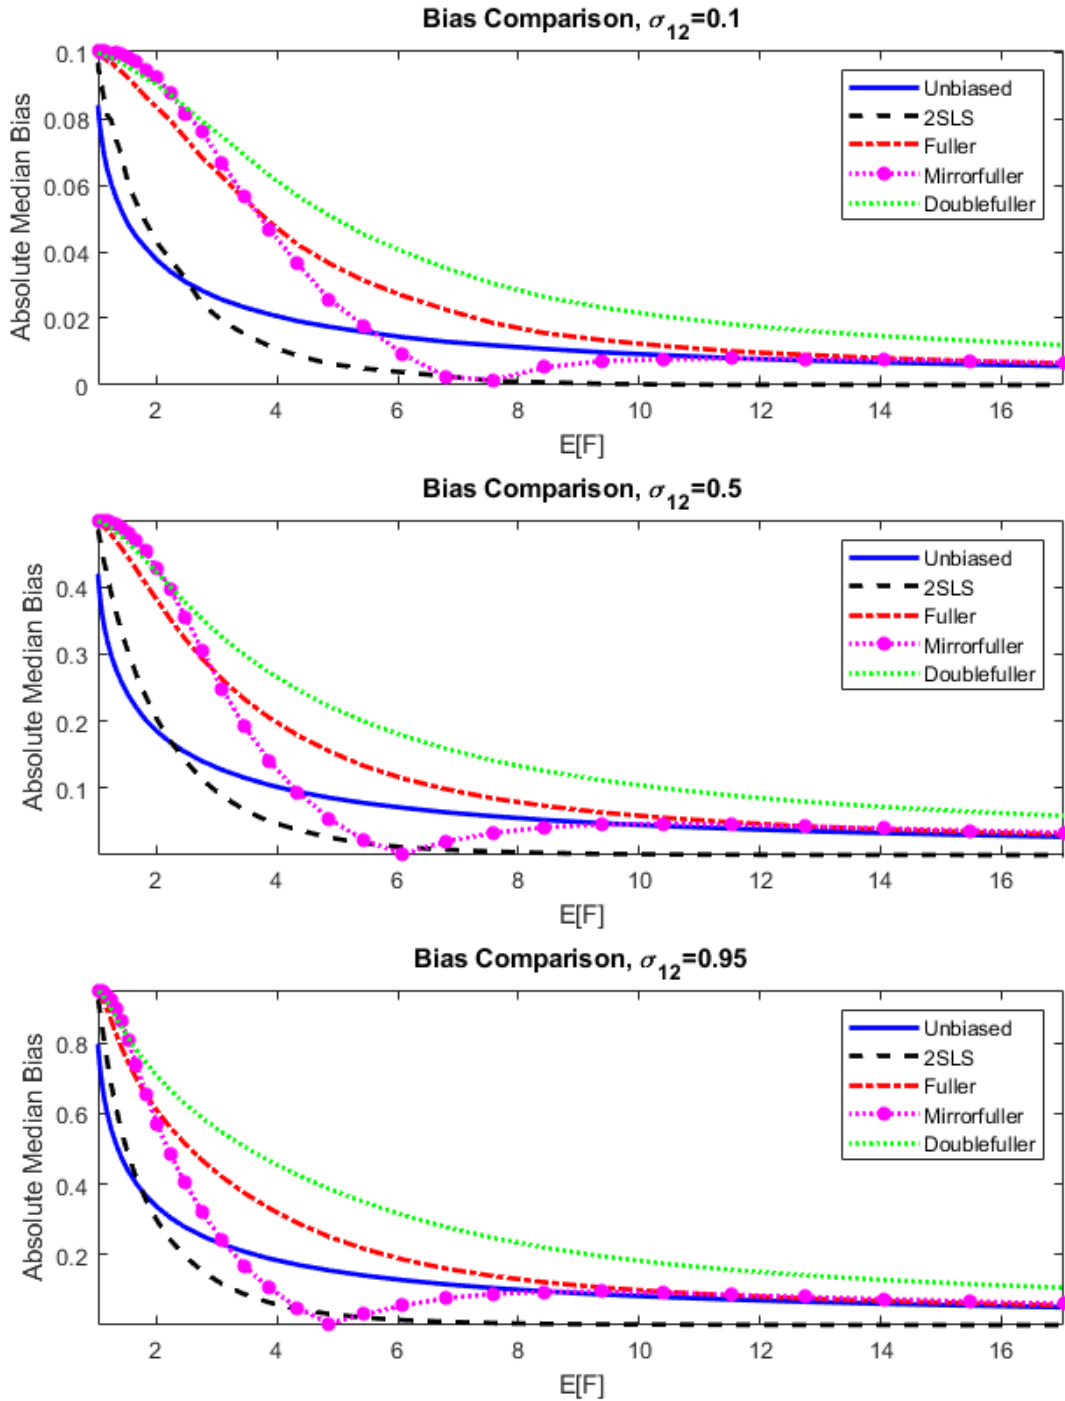 Bias Comparison, σ12=0.1
Absolute Median Bias
0.1
0.08
0.06
0.04
0.02
0
2 4 6 8 10 12 14 16
E[F]
Unbiased
2SLS
Fuller
Mirrorfuller
Doublefuller
Bias Comparison, σ12=0.5
Absolute Median Bias
0.4
0.3
0.2
0.1
2 4 6 8 10 12 14 16
E[F]
Unbiased
2SLS
Fuller
Mirrorfuller
Doublefuller
Bias Comparison, σ12=0.95
Absolute Median Bias
0.8
0.6
0.4
0.2
2 4 6 8 10 12 14 16
E[F]
Unbiased
2SLS
Fuller
Mirrorfuller
Doublefuller